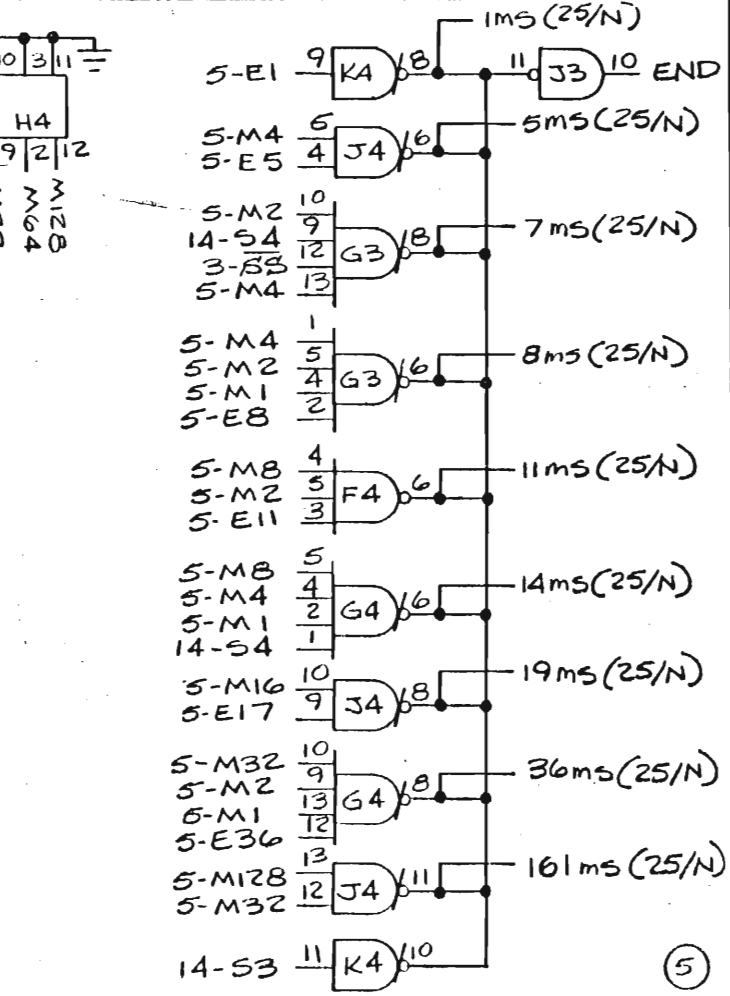 1ms (25/N)
10 3 11
H4
9 2 12
M64
M128
5-E1 9 K4 8
11 J3 10 END
5-M4 5
5-E5 4
J4 6
5ms (25/N)
5-M2 10
14-S4 9
3-SS 12
5-M4 13
G3 8
7ms (25/N)
5-M4 1
5-M2 5
5-M1 4
5-E8 2
G3 6
8ms (25/N)
5-M8 4
5-M2 5
5-E11 3
F4 6
11ms (25/N)
5-M8 5
5-M4 4
5-M1 2
14-S4 1
G4 6
14ms (25/N)
5-M16 10
5-E17 9
J4 8
19ms (25/N)
5-M32 10
5-M2 9
5-M1 13
5-E36 12
G4 8
36ms (25/N)
5-M128 13
5-M32 12
J4 11
161ms (25/N)
14-S3 11 K4 10
5